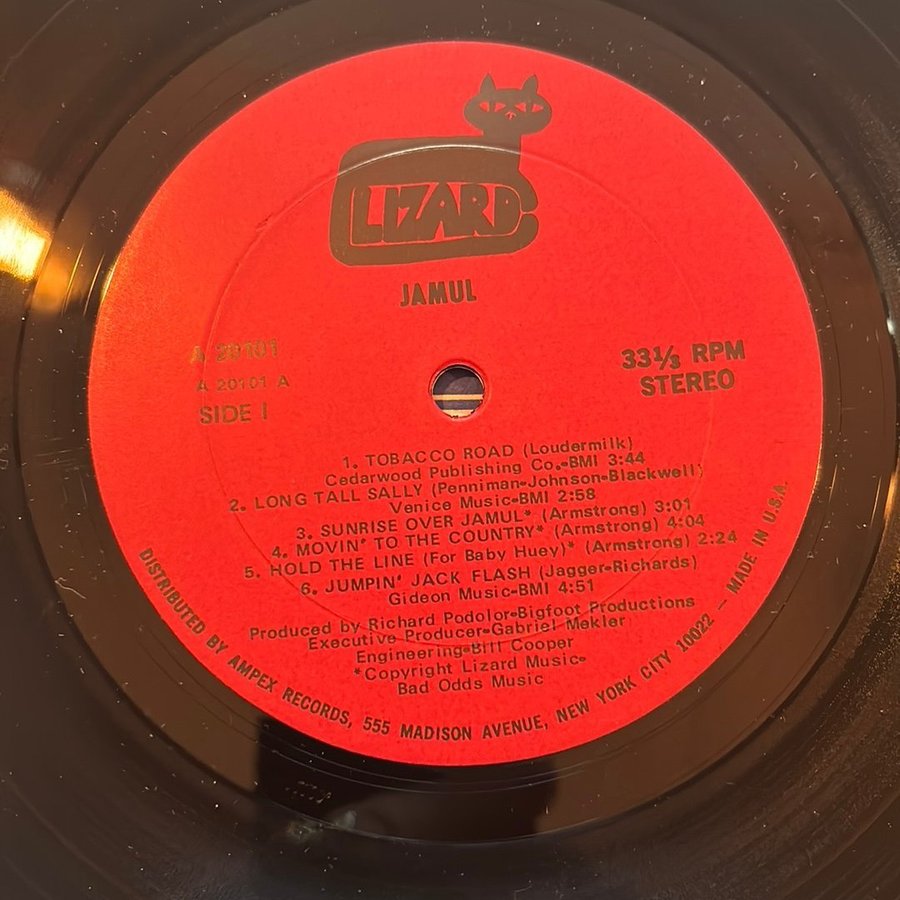 LIZARD
JAMUL
A 20101
A 20101 A
SIDE I
33⅓ RPM
STEREO
1. TOBACCO ROAD (Loudermilk)
Cedarwood Publishing Co.-BMI 3:44
2. LONG TALL SALLY (Penniman-Johnson-Blackwell)
Venice Music-BMI 2:58
3. SUNRISE OVER JAMUL* (Armstrong) 3:01
4. MOVIN' TO THE COUNTRY* (Armstrong) 4:04
5. HOLD THE LINE (For Baby Huey)* (Armstrong) 2:24
6. JUMPIN' JACK FLASH (Jagger-Richards)
Gideon Music-BMI 4:51
Produced by Richard Podolor-Bigfoot Productions
Executive Producer-Gabriel Mekler
Engineering-Bill Cooper
*Copyright Lizard Music-
Bad Odds Music
DISTRIBUTED BY AMPEX RECORDS, 555 MADISON AVENUE, NEW YORK CITY 10022 — MADE IN U.S.A.